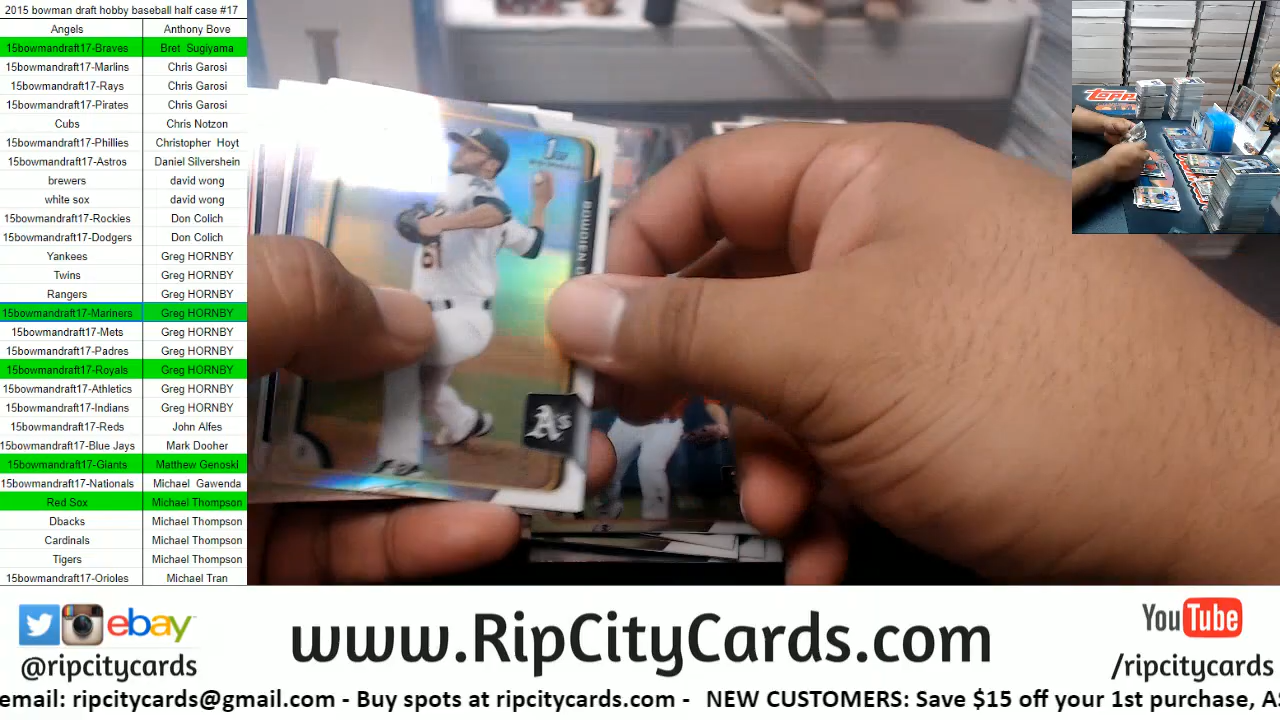 2015 bowman draft hobby baseball half case #17
Angels Anthony Bove
15bowmandraft17-Braves Bret Sugiyama
15bowmandraft17-Marlins Chris Garosi
15bowmandraft17-Rays Chris Garosi
15bowmandraft17-Pirates Chris Garosi
Cubs Chris Notzon
15bowmandraft17-Phillies Christopher Hoyt
15bowmandraft17-Astros Daniel Silvershein
brewers david wong
white sox david wong
15bowmandraft17-Rockies Don Colich
15bowmandraft17-Dodgers Don Colich
Yankees Greg HORNBY
Twins Greg HORNBY
Rangers Greg HORNBY
15bowmandraft17-Mariners Greg HORNBY
15bowmandraft17-Mets Greg HORNBY
15bowmandraft17-Padres Greg HORNBY
15bowmandraft17-Royals Greg HORNBY
15bowmandraft17-Athletics Greg HORNBY
15bowmandraft17-Indians Greg HORNBY
15bowmandraft17-Reds John Alfes
15bowmandraft17-Blue Jays Mark Dooher
15bowmandraft17-Giants Matthew Genoski
15bowmandraft17-Nationals Michael Gawenda
Red Sox Michael Thompson
Dbacks Michael Thompson
Cardinals Michael Thompson
Tigers Michael Thompson
15bowmandraft17-Orioles Michael Tran
1ST
BOWDIEN D
A's
topps
ebay
@ripcitycards
www.RipCityCards.com
YouTube
/ripcitycards
email: ripcitycards@gmail.com - Buy spots at ripcitycards.com - NEW CUSTOMERS: Save $15 off your 1st purchase, AS